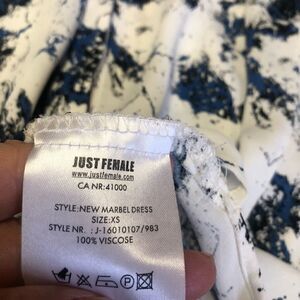 JUST FEMALE
www.justfemale.com
CA NR:41000
STYLE:NEW MARBEL DRESS
SIZE:XS
STYLE NR. :J-16010107/983
100% VISCOSE